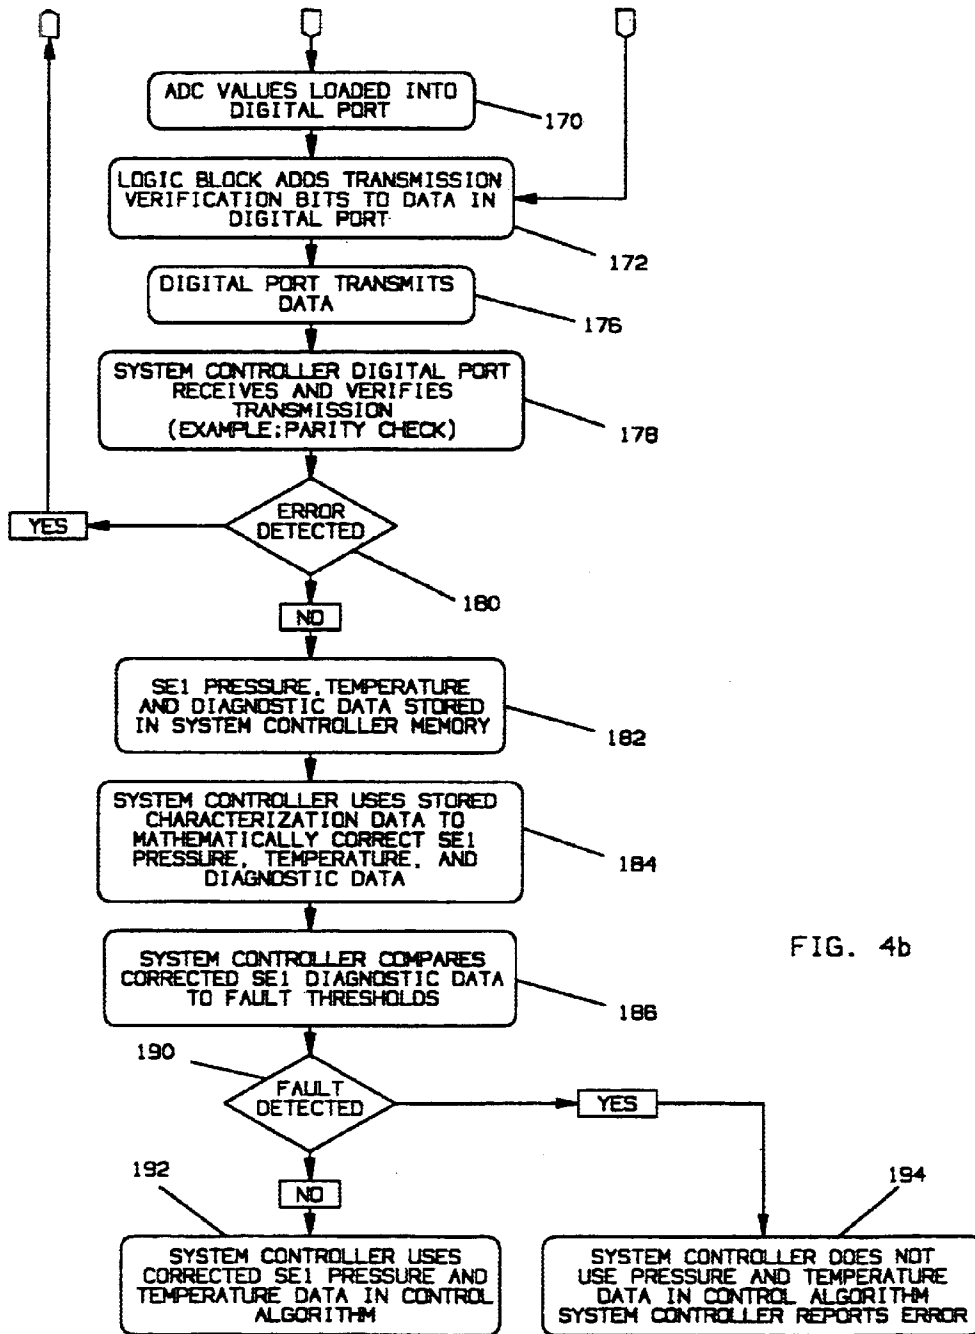 ADC VALUES LOADED INTO
DIGITAL PORT
170
LOGIC BLOCK ADDS TRANSMISSION
VERIFICATION BITS TO DATA IN
DIGITAL PORT
172
DIGITAL PORT TRANSMITS
DATA
176
SYSTEM CONTROLLER DIGITAL PORT
RECEIVES AND VERIFIES
TRANSMISSION
(EXAMPLE:PARITY CHECK)
178
ERROR
DETECTED
YES
180
NO
SE1 PRESSURE, TEMPERATURE
AND DIAGNOSTIC DATA STORED
IN SYSTEM CONTROLLER MEMORY
182
SYSTEM CONTROLLER USES STORED
CHARACTERIZATION DATA TO
MATHEMATICALLY CORRECT SE1
PRESSURE, TEMPERATURE, AND
DIAGNOSTIC DATA
184
FIG. 4b
SYSTEM CONTROLLER COMPARES
CORRECTED SE1 DIAGNOSTIC DATA
TO FAULT THRESHOLDS
186
190
FAULT
DETECTED
YES
NO
192
194
SYSTEM CONTROLLER USES
CORRECTED SE1 PRESSURE AND
TEMPERATURE DATA IN CONTROL
ALGORITHM
SYSTEM CONTROLLER DOES NOT
USE PRESSURE AND TEMPERATURE
DATA IN CONTROL ALGORITHM
SYSTEM CONTROLLER REPORTS ERROR